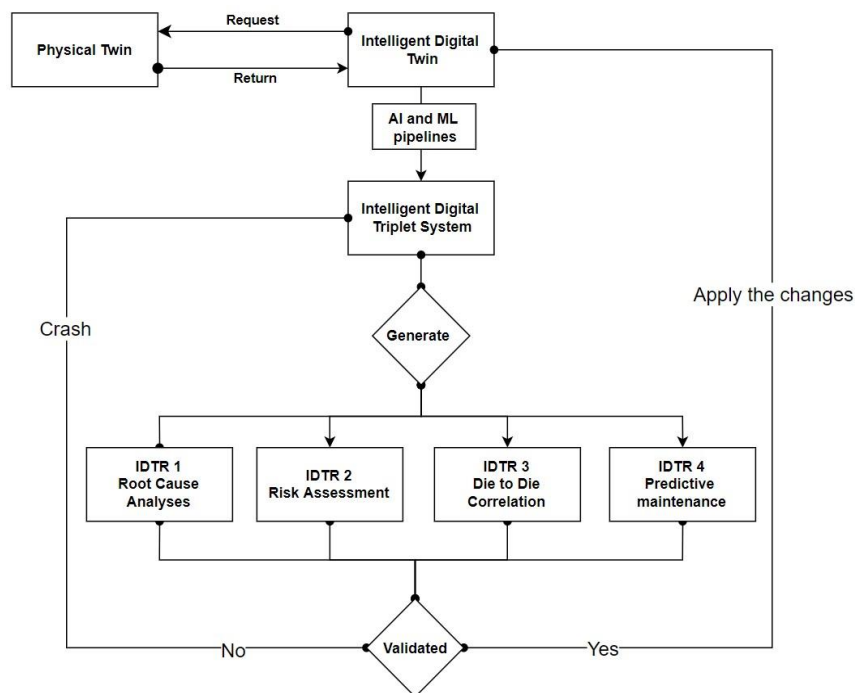 Request
Physical Twin
Intelligent Digital
Twin
Return
AI and ML
pipelines
Intelligent Digital
Triplet System
Apply the changes
Crash
Generate
IDTR 1
Root Cause
Analyses
IDTR 2
Risk Assessment
IDTR 3
Die to Die
Correlation
IDTR 4
Predictive
maintenance
No
Validated
Yes